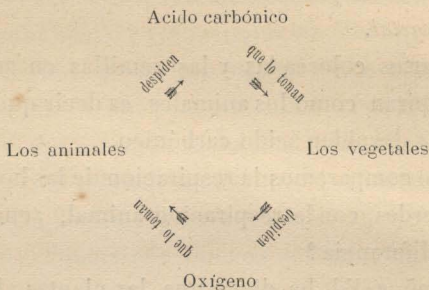 Acido carbónico
despiden
que lo toman
Los animales
Los vegetales
que lo toman
despiden
Oxígeno